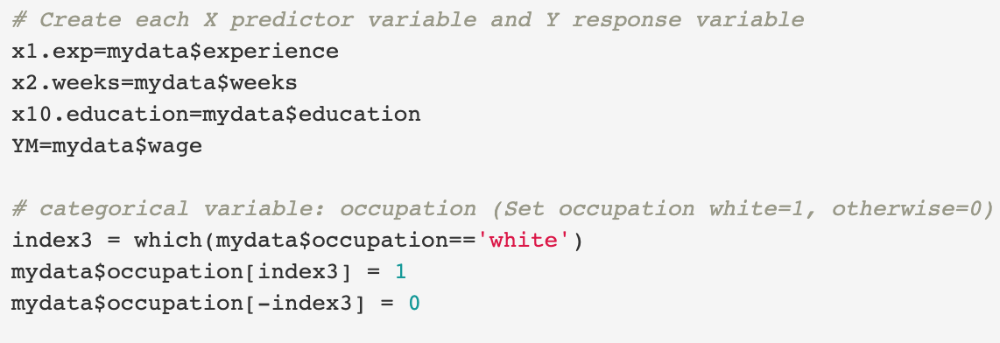 # Create each X predictor variable and Y response variable
x1.exp=mydata$experience
x2.weeks=mydata$weeks
x10.education=mydata$education
YM=mydata$wage
# categorical variable: occupation (Set occupation white=1, otherwise=0)
index3 = which(mydata$occupation=='white')
mydata$occupation[index3] = 1
mydata$occupation[-index3] = 0